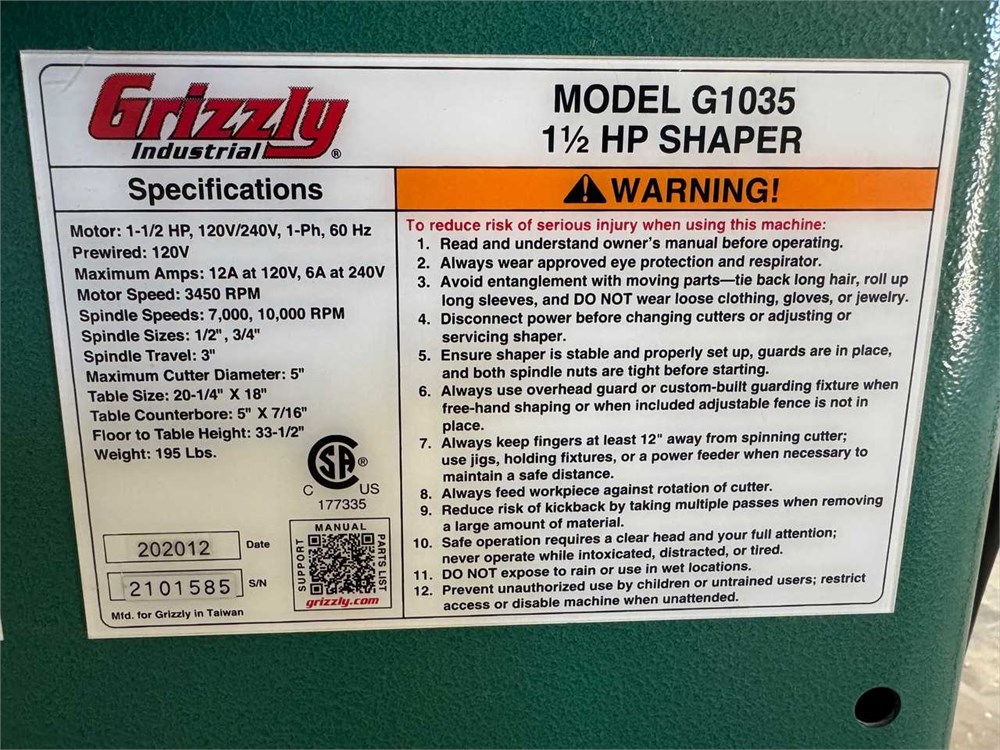 Grizzly
Industrial®
MODEL G1035
1½ HP SHAPER
Specifications
Motor: 1-1/2 HP, 120V/240V, 1-Ph, 60 Hz
Prewired: 120V
Maximum Amps: 12A at 120V, 6A at 240V
Motor Speed: 3450 RPM
Spindle Speeds: 7,000, 10,000 RPM
Spindle Sizes: 1/2", 3/4"
Spindle Travel: 3"
Maximum Cutter Diameter: 5"
Table Size: 20-1/4" X 18"
Table Counterbore: 5" X 7/16"
Floor to Table Height: 33-1/2"
Weight: 195 Lbs.
SA®
C US
177335
202012 Date
2101585 S/N
Mfd. for Grizzly in Taiwan
MANUAL
SUPPORT
PARTS LIST
grizzly.com
WARNING!
To reduce risk of serious injury when using this machine:
1. Read and understand owner's manual before operating.
2. Always wear approved eye protection and respirator.
3. Avoid entanglement with moving parts—tie back long hair, roll up
long sleeves, and DO NOT wear loose clothing, gloves, or jewelry.
4. Disconnect power before changing cutters or adjusting or
servicing shaper.
5. Ensure shaper is stable and properly set up, guards are in place,
and both spindle nuts are tight before starting.
6. Always use overhead guard or custom-built guarding fixture when
free-hand shaping or when included adjustable fence is not in
place.
7. Always keep fingers at least 12" away from spinning cutter;
use jigs, holding fixtures, or a power feeder when necessary to
maintain a safe distance.
8. Always feed workpiece against rotation of cutter.
9. Reduce risk of kickback by taking multiple passes when removing
a large amount of material.
10. Safe operation requires a clear head and your full attention;
never operate while intoxicated, distracted, or tired.
11. DO NOT expose to rain or use in wet locations.
12. Prevent unauthorized use by children or untrained users; restrict
access or disable machine when unattended.